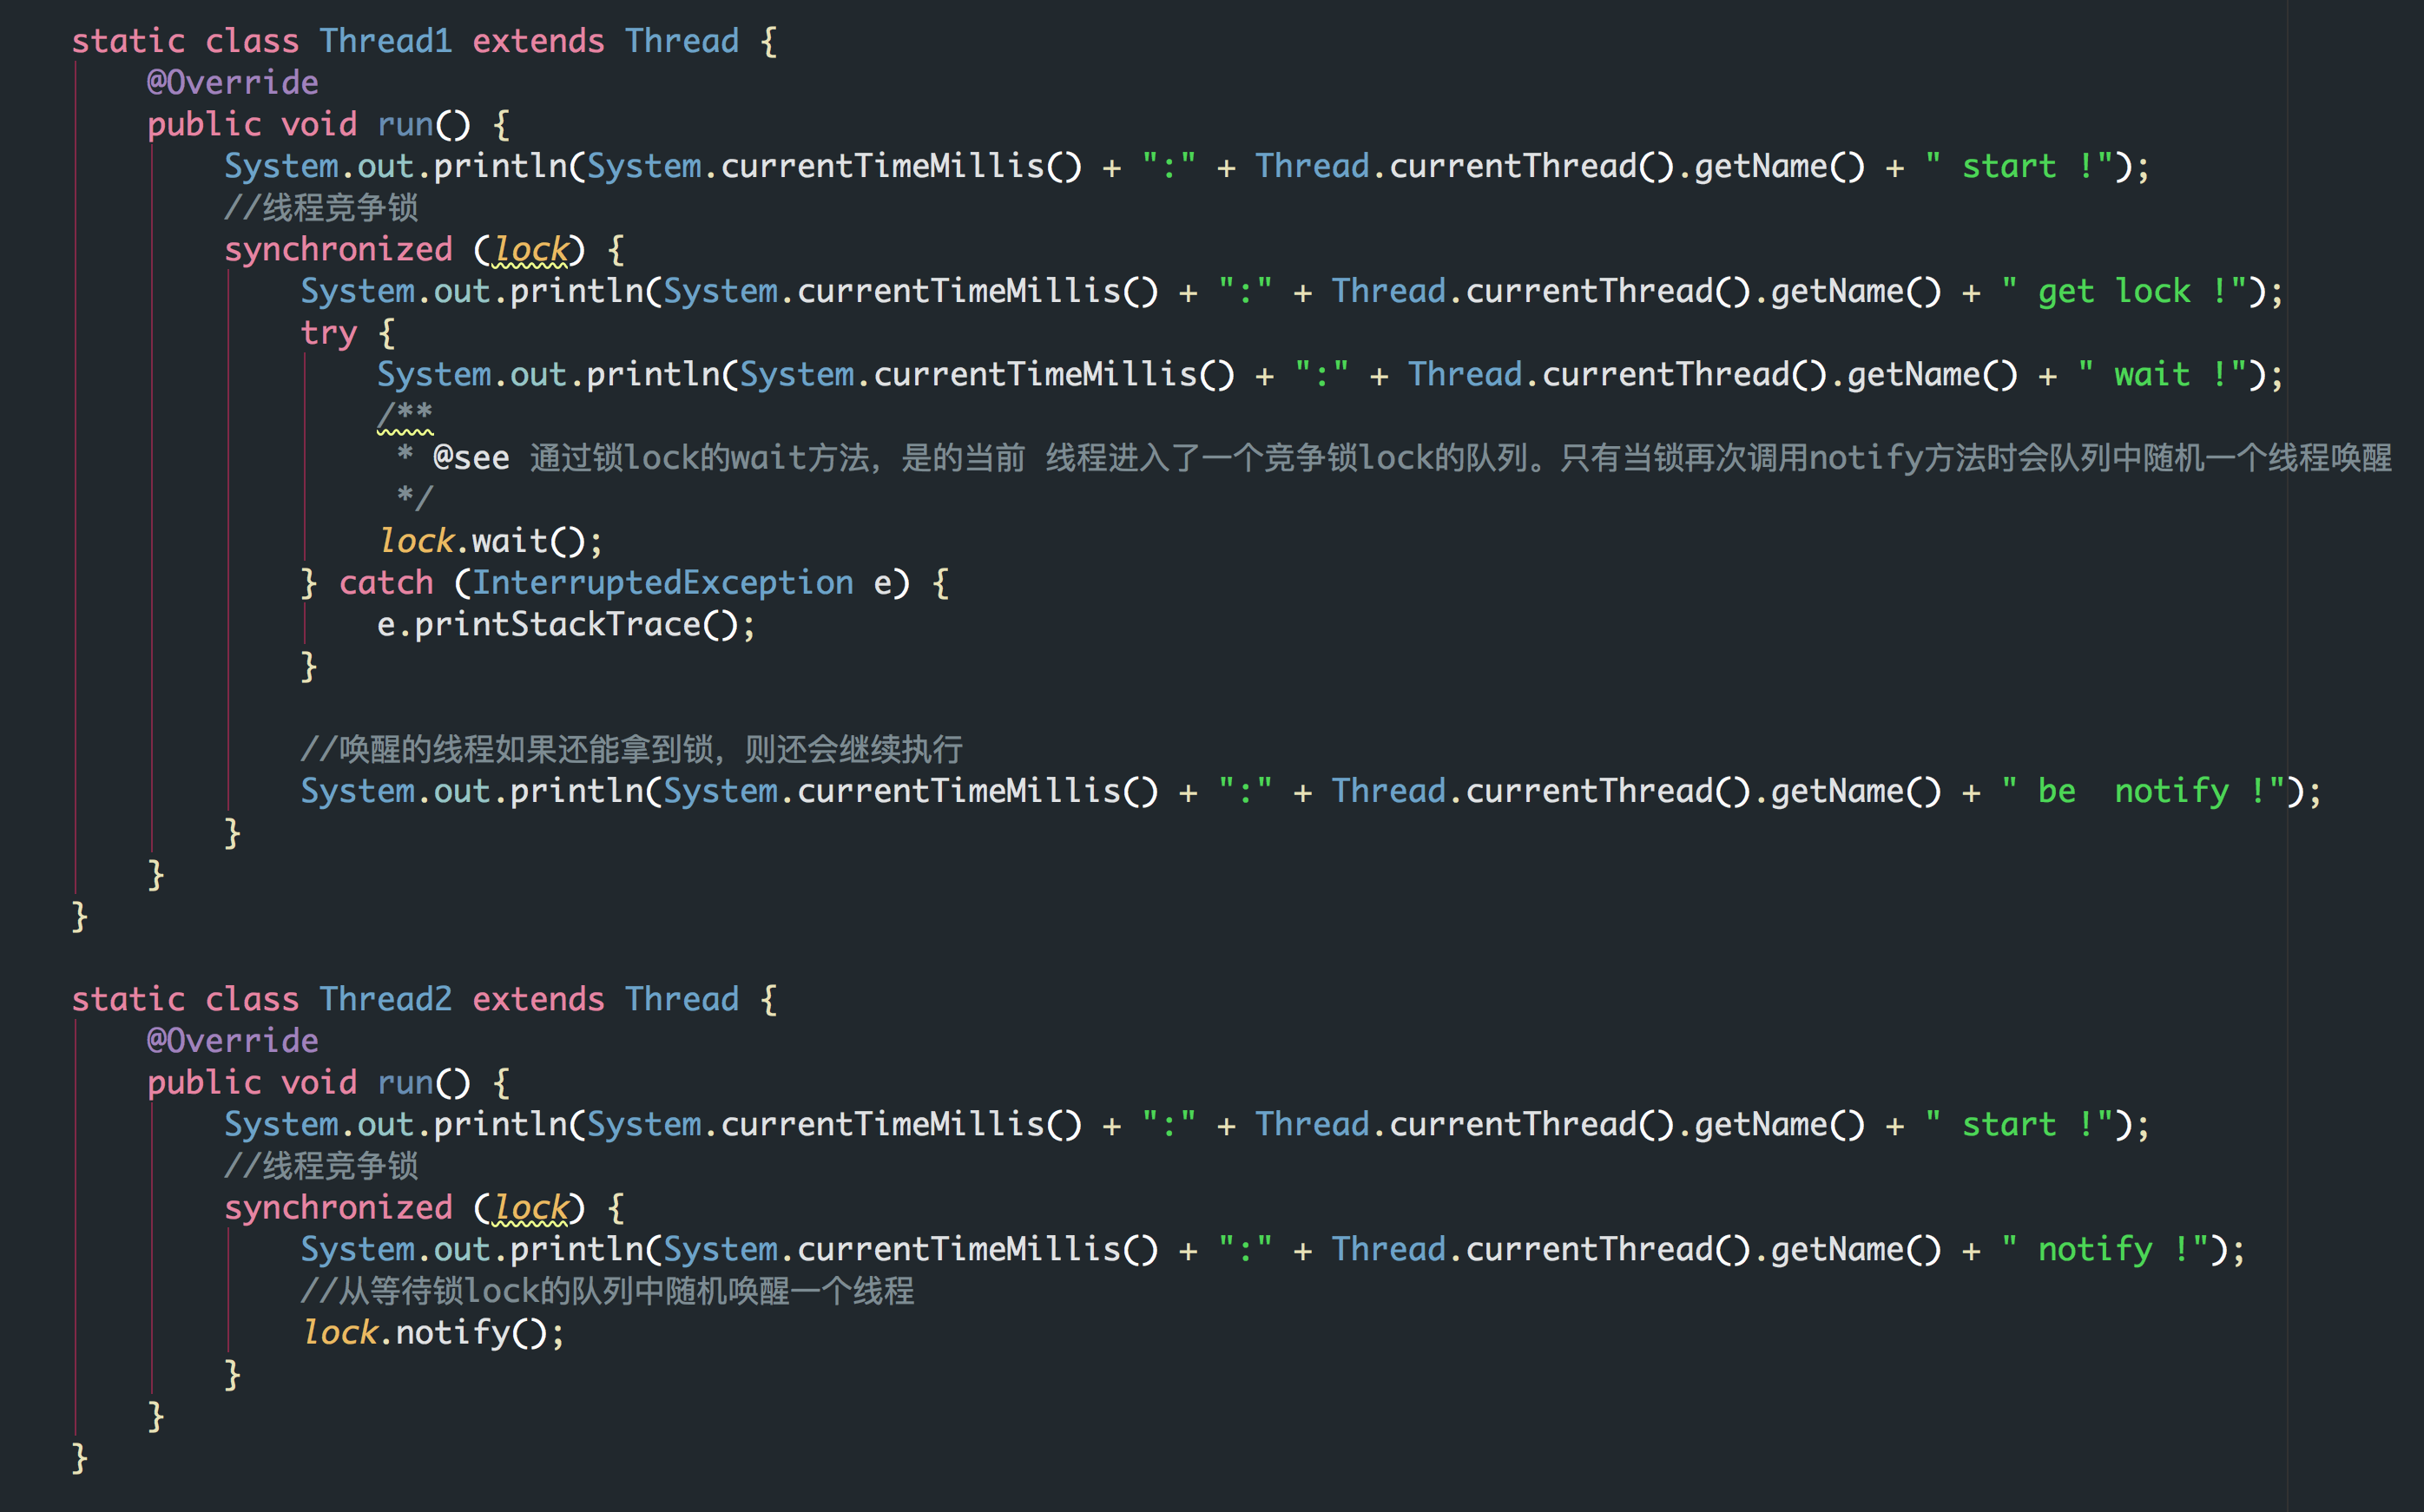 static class Thread1 extends Thread {
    @Override
    public void run() {
        System.out.println(System.currentTimeMillis() + ":" + Thread.currentThread().getName() + " start !");
        //线程竞争锁
        synchronized (lock) {
            System.out.println(System.currentTimeMillis() + ":" + Thread.currentThread().getName() + " get lock !");
            try {
                System.out.println(System.currentTimeMillis() + ":" + Thread.currentThread().getName() + " wait !");
                /**
                 * @see 通过锁lock的wait方法，是的当前 线程进入了一个竞争锁lock的队列。只有当锁再次调用notify方法时会队列中随机一个线程唤醒
                 */
                lock.wait();
            } catch (InterruptedException e) {
                e.printStackTrace();
            }

            //唤醒的线程如果还能拿到锁，则还会继续执行
            System.out.println(System.currentTimeMillis() + ":" + Thread.currentThread().getName() + " be  notify !");
        }
    }
}

static class Thread2 extends Thread {
    @Override
    public void run() {
        System.out.println(System.currentTimeMillis() + ":" + Thread.currentThread().getName() + " start !");
        //线程竞争锁
        synchronized (lock) {
            System.out.println(System.currentTimeMillis() + ":" + Thread.currentThread().getName() + " notify !");
            //从等待锁lock的队列中随机唤醒一个线程
            lock.notify();
        }
    }
}